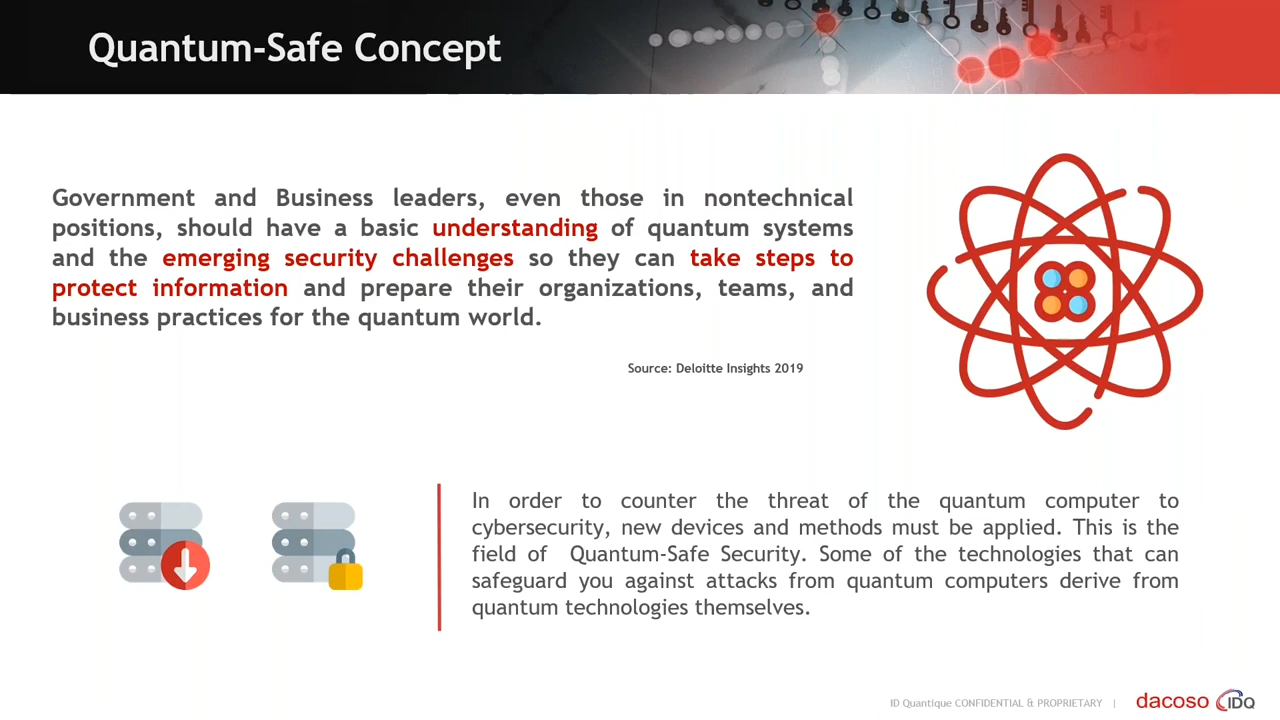 Quantum-Safe Concept
Government and Business leaders, even those in nontechnical
positions, should have a basic understanding of quantum systems
and the emerging security challenges so they can take steps to
protect information and prepare their organizations, teams, and
business practices for the quantum world.
Source: Deloitte Insights 2019
In order to counter the threat of the quantum computer to
cybersecurity, new devices and methods must be applied. This is the
field of Quantum-Safe Security. Some of the technologies that can
safeguard you against attacks from quantum computers derive from
quantum technologies themselves.
ID Quantique CONFIDENTIAL & PROPRIETARY |
dacoso IDQ